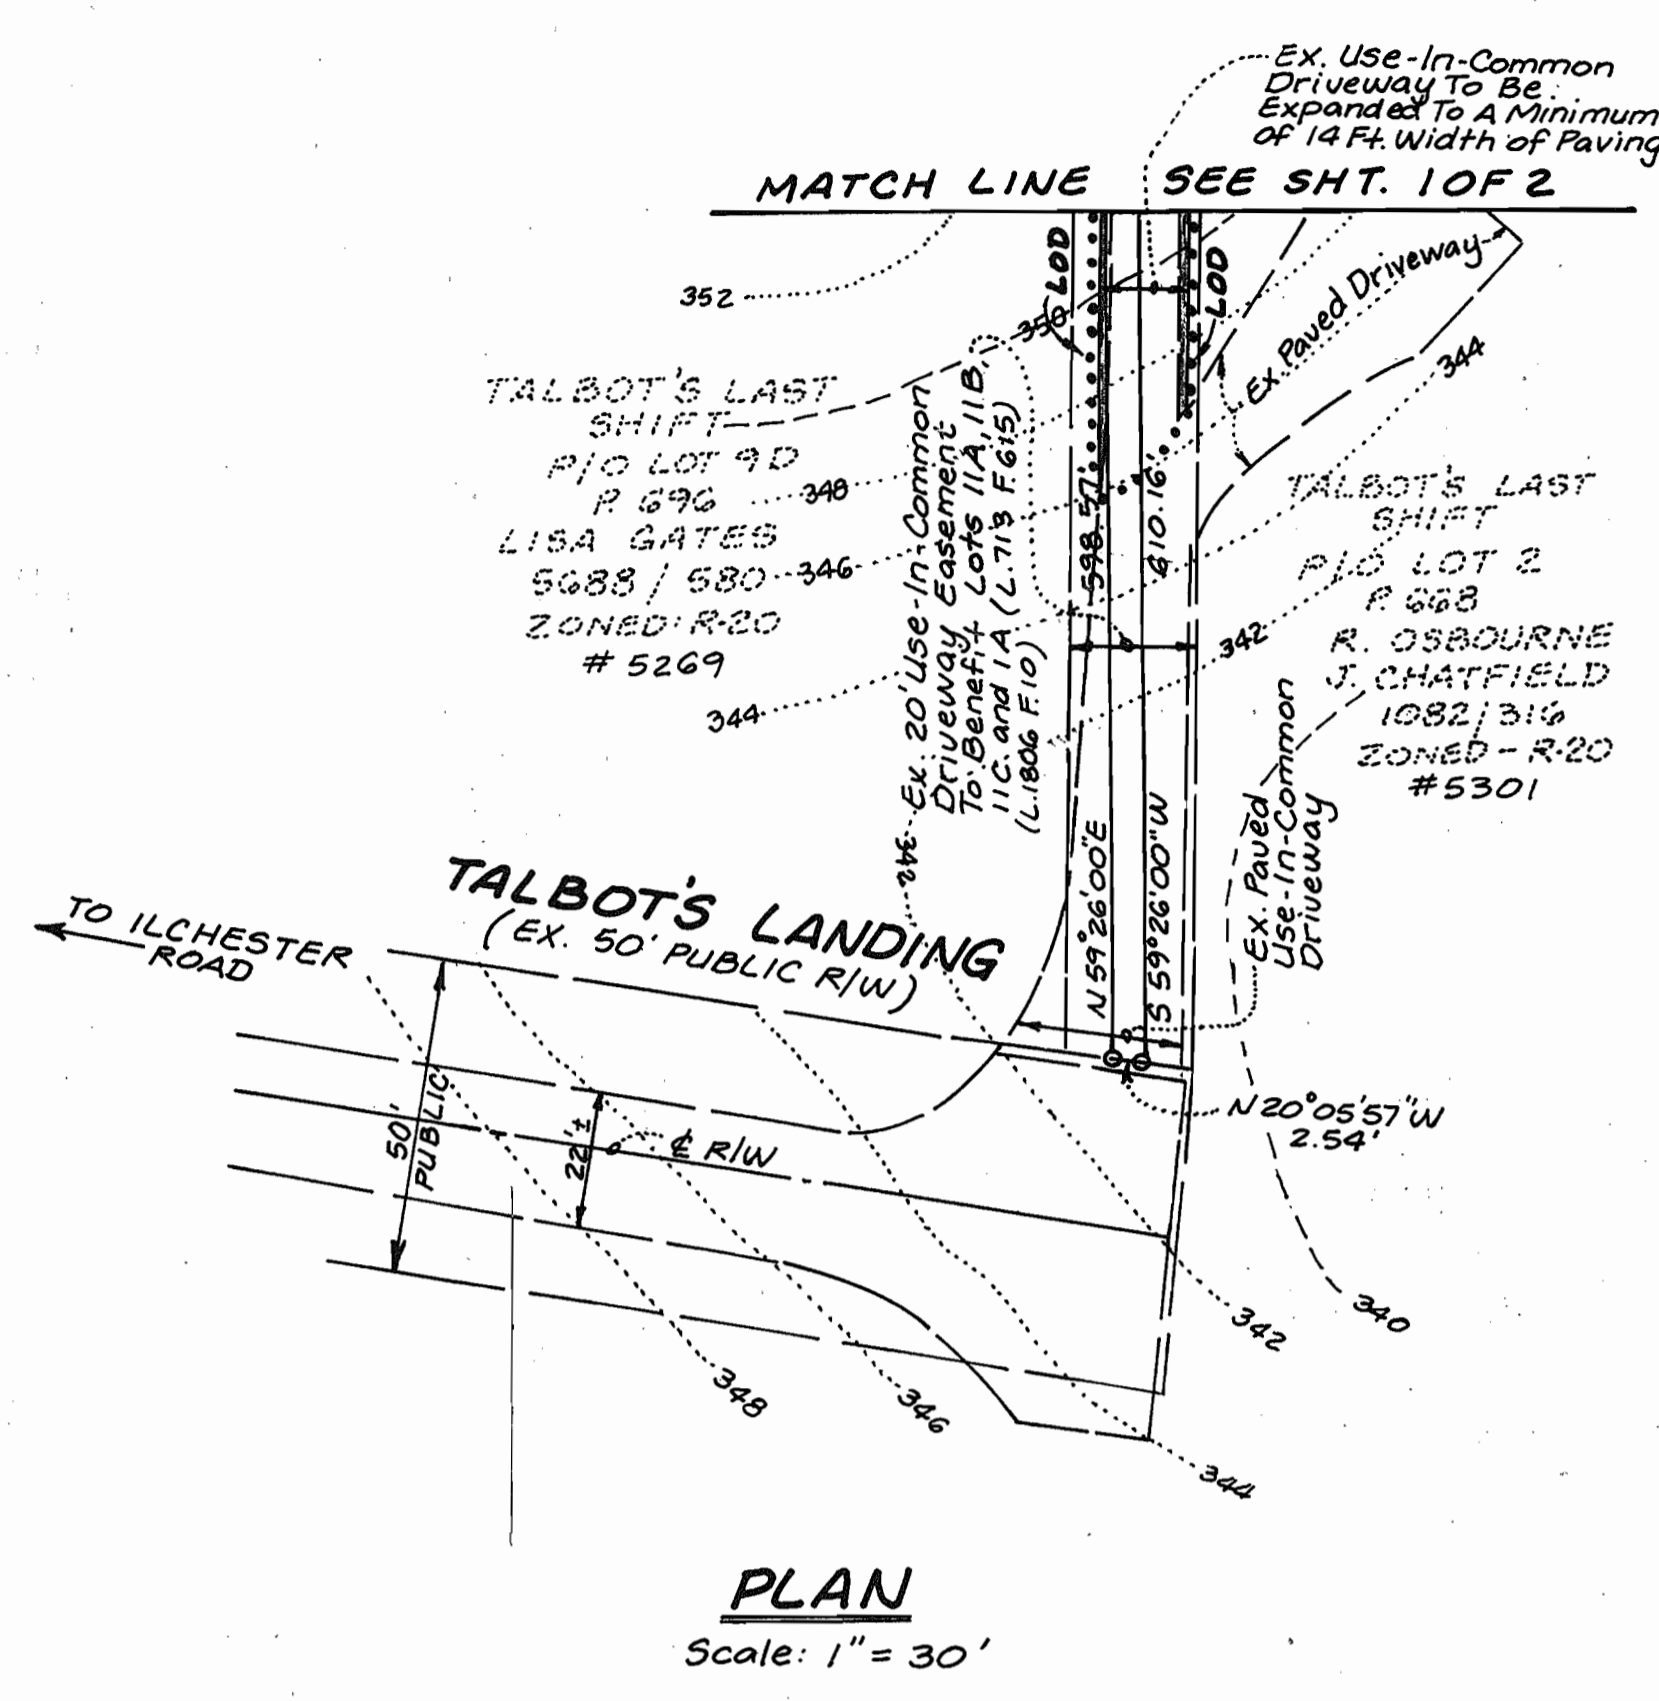 Ex. Use-In-Common
Driveway To Be
Expanded To A Minimum
Of 14 Ft. Width of Paving
MATCH LINE SEE SHT. 1 OF 2
LOD
LOD
352
350
Ex. Paved Driveway
344
TALBOT'S LAST
SHIFT
P/O LOT 9D
P. 696
LISA GATES
5688 / 580
ZONED: R-20
# 5269
348
346
344
342
Ex. 20' Use-In-Common
Driveway Easement
To Benefit Lots 11A, 11B,
11C. and 1A (L.713 F.615)
(L.1806 F.10)
598.57'
610.16'
N 59°26'00"E
S 59°26'00"W
TALBOT'S LAST
SHIFT
P/O LOT 2
P. 668
R. OSBOURNE
J. CHATFIELD
1082/316
ZONED - R-20
#5301
342
Ex. Paved
Use-In-Common
Driveway
TALBOT'S LANDING
(EX. 50' PUBLIC R/W)
TO ILCHESTER
ROAD
50'
PUBLIC
22'±
℄ R/W
N 20°05'57"W
2.54'
340
342
348
346
344
PLAN
Scale: 1" = 30'